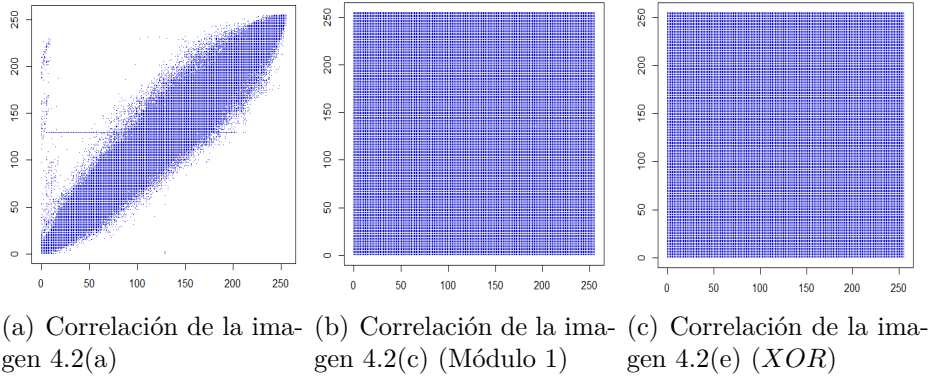 0 50 100 150 200 250
0 50 100 150 200 250
0 50 100 150 200 250
0 50 100 150 200 250
0 50 100 150 200 250
0 50 100 150 200 250
(a) Correlación de la ima-
gen 4.2(a)
(b) Correlación de la ima-
gen 4.2(c) (Módulo 1)
(c) Correlación de la ima-
gen 4.2(e) (XOR)